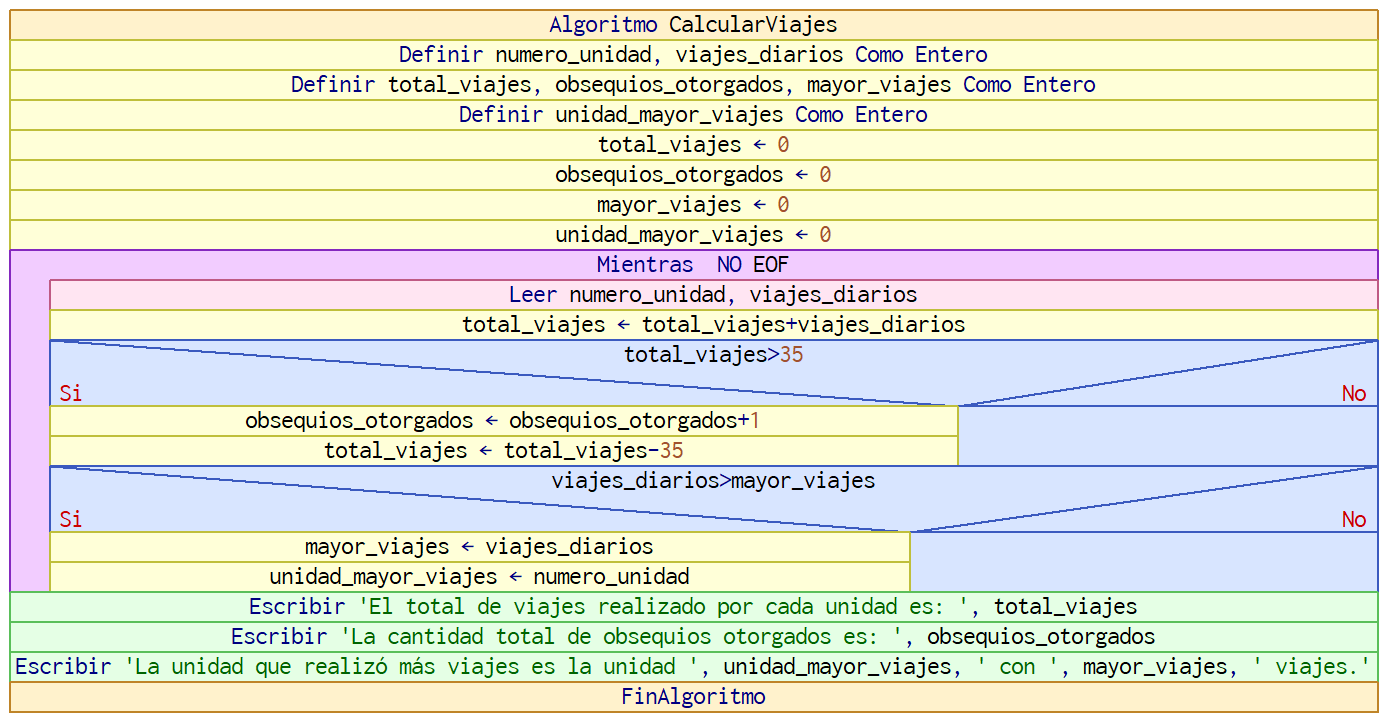 Algoritmo CalcularViajes
Definir numero_unidad, viajes_diarios Como Entero
Definir total_viajes, obsequios_otorgados, mayor_viajes Como Entero
Definir unidad_mayor_viajes Como Entero
total_viajes ← 0
obsequios_otorgados ← 0
mayor_viajes ← 0
unidad_mayor_viajes ← 0
Mientras NO EOF
Leer numero_unidad, viajes_diarios
total_viajes ← total_viajes+viajes_diarios
total_viajes>35
Si No
obsequios_otorgados ← obsequios_otorgados+1
total_viajes ← total_viajes-35
viajes_diarios>mayor_viajes
Si No
mayor_viajes ← viajes_diarios
unidad_mayor_viajes ← numero_unidad
Escribir 'El total de viajes realizado por cada unidad es: ', total_viajes
Escribir 'La cantidad total de obsequios otorgados es: ', obsequios_otorgados
Escribir 'La unidad que realizó más viajes es la unidad ', unidad_mayor_viajes, ' con ', mayor_viajes, ' viajes.'
FinAlgoritmo